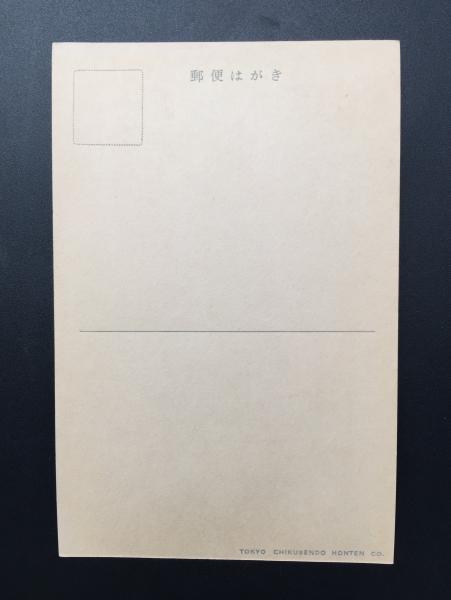 郵便はがき
TOKYO CHIKUSENDO HONTEN CO.